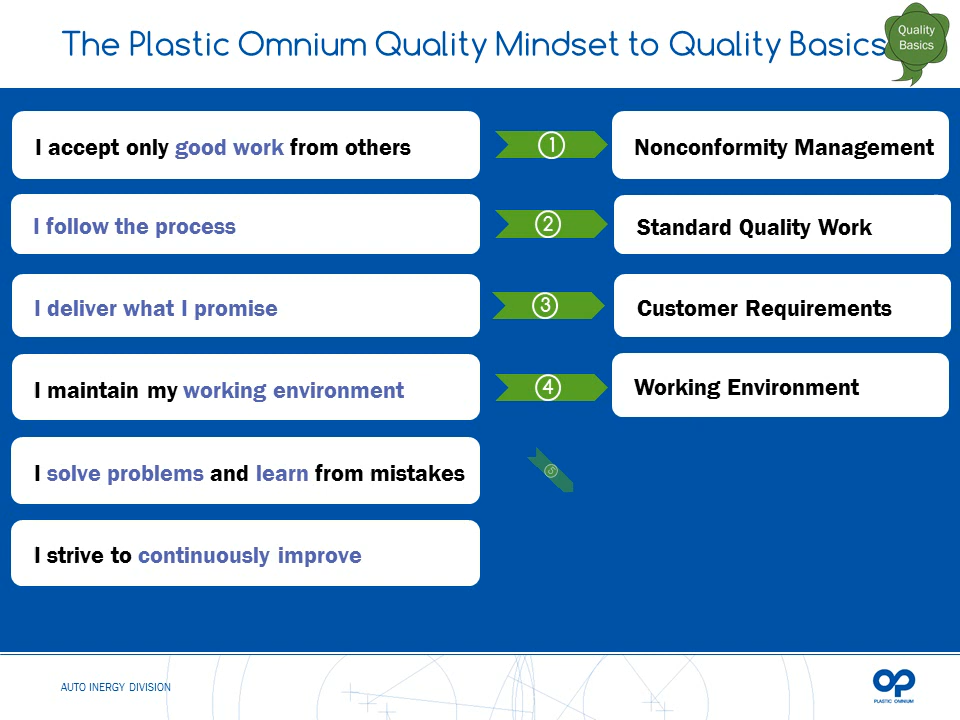 The Plastic Omnium Quality Mindset to Quality Basics
Quality
Basics
I accept only good work from others
1
Nonconformity Management
I follow the process
2
Standard Quality Work
I deliver what I promise
3
Customer Requirements
I maintain my working environment
4
Working Environment
I solve problems and learn from mistakes
5
I strive to continuously improve
AUTO INERGY DIVISION
OP
PLASTIC OMNIUM